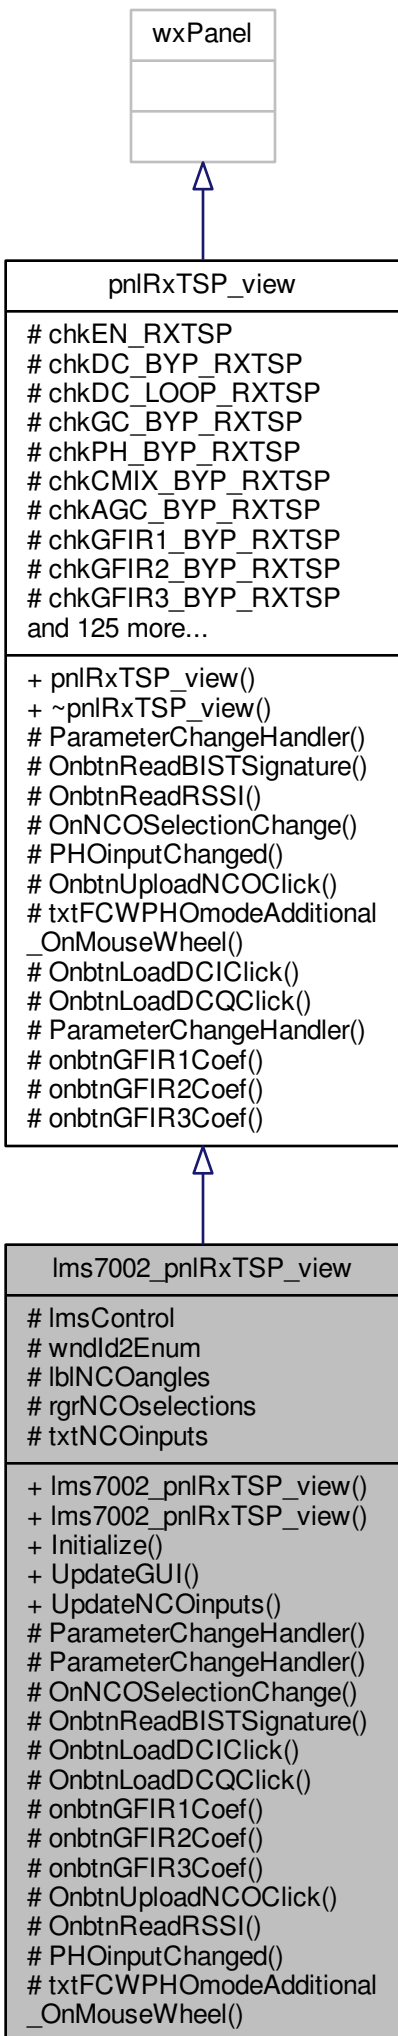 wxPanel
pnlRxTSP_view
# chkEN_RXTSP
# chkDC_BYP_RXTSP
# chkDC_LOOP_RXTSP
# chkGC_BYP_RXTSP
# chkPH_BYP_RXTSP
# chkCMIX_BYP_RXTSP
# chkAGC_BYP_RXTSP
# chkGFIR1_BYP_RXTSP
# chkGFIR2_BYP_RXTSP
# chkGFIR3_BYP_RXTSP
and 125 more...
+ pnlRxTSP_view()
+ ~pnlRxTSP_view()
# ParameterChangeHandler()
# OnbtnReadBISTSignature()
# OnbtnReadRSSI()
# OnNCOSelectionChange()
# PHOinputChanged()
# OnbtnUploadNCOClick()
# txtFCWPHOmodeAdditional
_OnMouseWheel()
# OnbtnLoadDCIClick()
# OnbtnLoadDCQClick()
# ParameterChangeHandler()
# onbtnGFIR1Coef()
# onbtnGFIR2Coef()
# onbtnGFIR3Coef()
lms7002_pnlRxTSP_view
# lmsControl
# wndId2Enum
# lblNCOangles
# rgrNCOselections
# txtNCOinputs
+ lms7002_pnlRxTSP_view()
+ lms7002_pnlRxTSP_view()
+ Initialize()
+ UpdateGUI()
+ UpdateNCOinputs()
# ParameterChangeHandler()
# ParameterChangeHandler()
# OnNCOSelectionChange()
# OnbtnReadBISTSignature()
# OnbtnLoadDCIClick()
# OnbtnLoadDCQClick()
# onbtnGFIR1Coef()
# onbtnGFIR2Coef()
# onbtnGFIR3Coef()
# OnbtnUploadNCOClick()
# OnbtnReadRSSI()
# PHOinputChanged()
# txtFCWPHOmodeAdditional
_OnMouseWheel()